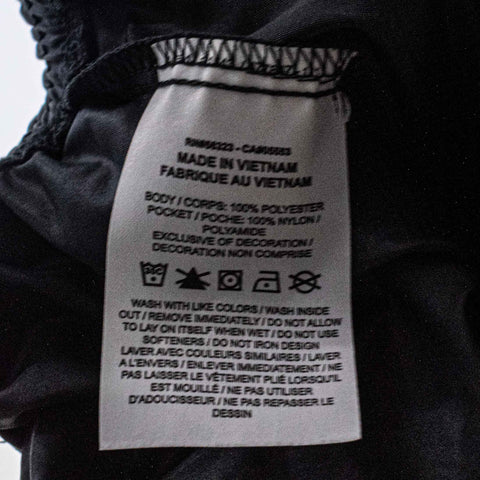 MADE IN VIETNAM
FABRIQUE AU VIETNAM
BODY / CORPS: 100% POLYESTER
POCKET / POCHE: 100% NYLON /
POLYAMIDE
EXCLUSIVE OF DECORATION /
DECORATION NON COMPRISE
WASH WITH LIKE COLORS / WASH INSIDE
OUT / REMOVE IMMEDIATELY / DO NOT ALLOW
TO LAY ON ITSELF WHEN WET / DO NOT USE
SOFTENERS / DO NOT IRON DESIGN
LAVER AVEC COULEURS SIMILAIRES / LAVER
A L'ENVERS / ENLEVER IMMÉDIATEMENT / NE
PAS LAISSER LE VÊTEMENT PLIÉ LORSQU'IL
EST MOUILLÉ / NE PAS UTILISER
D'ADOUCISSEUR / NE PAS REPASSER LE
DESSIN